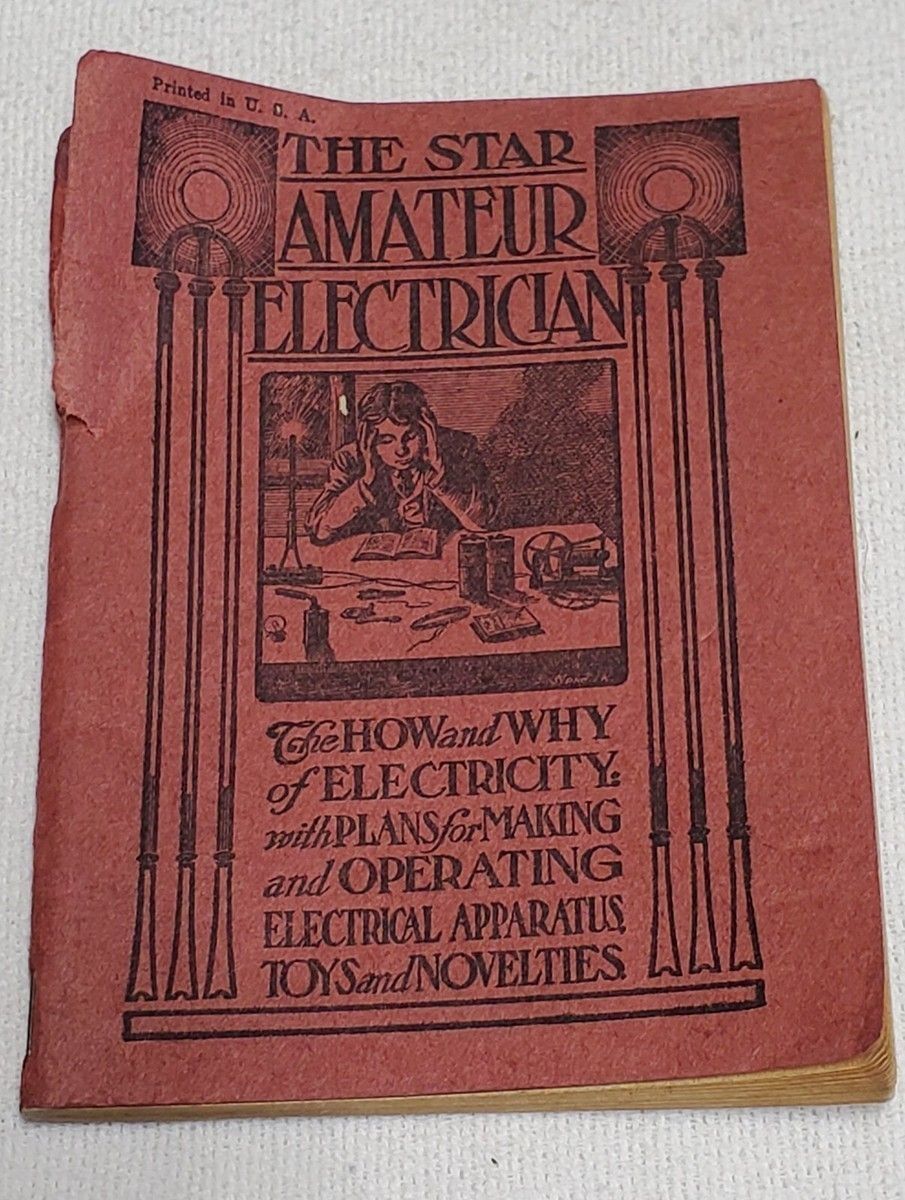 Printed in U. S. A.
THE STAR
AMATEUR
ELECTRICIAN
The HOW and WHY
of ELECTRICITY:
with PLANS for MAKING
and OPERATING
ELECTRICAL APPARATUS,
TOYS and NOVELTIES.